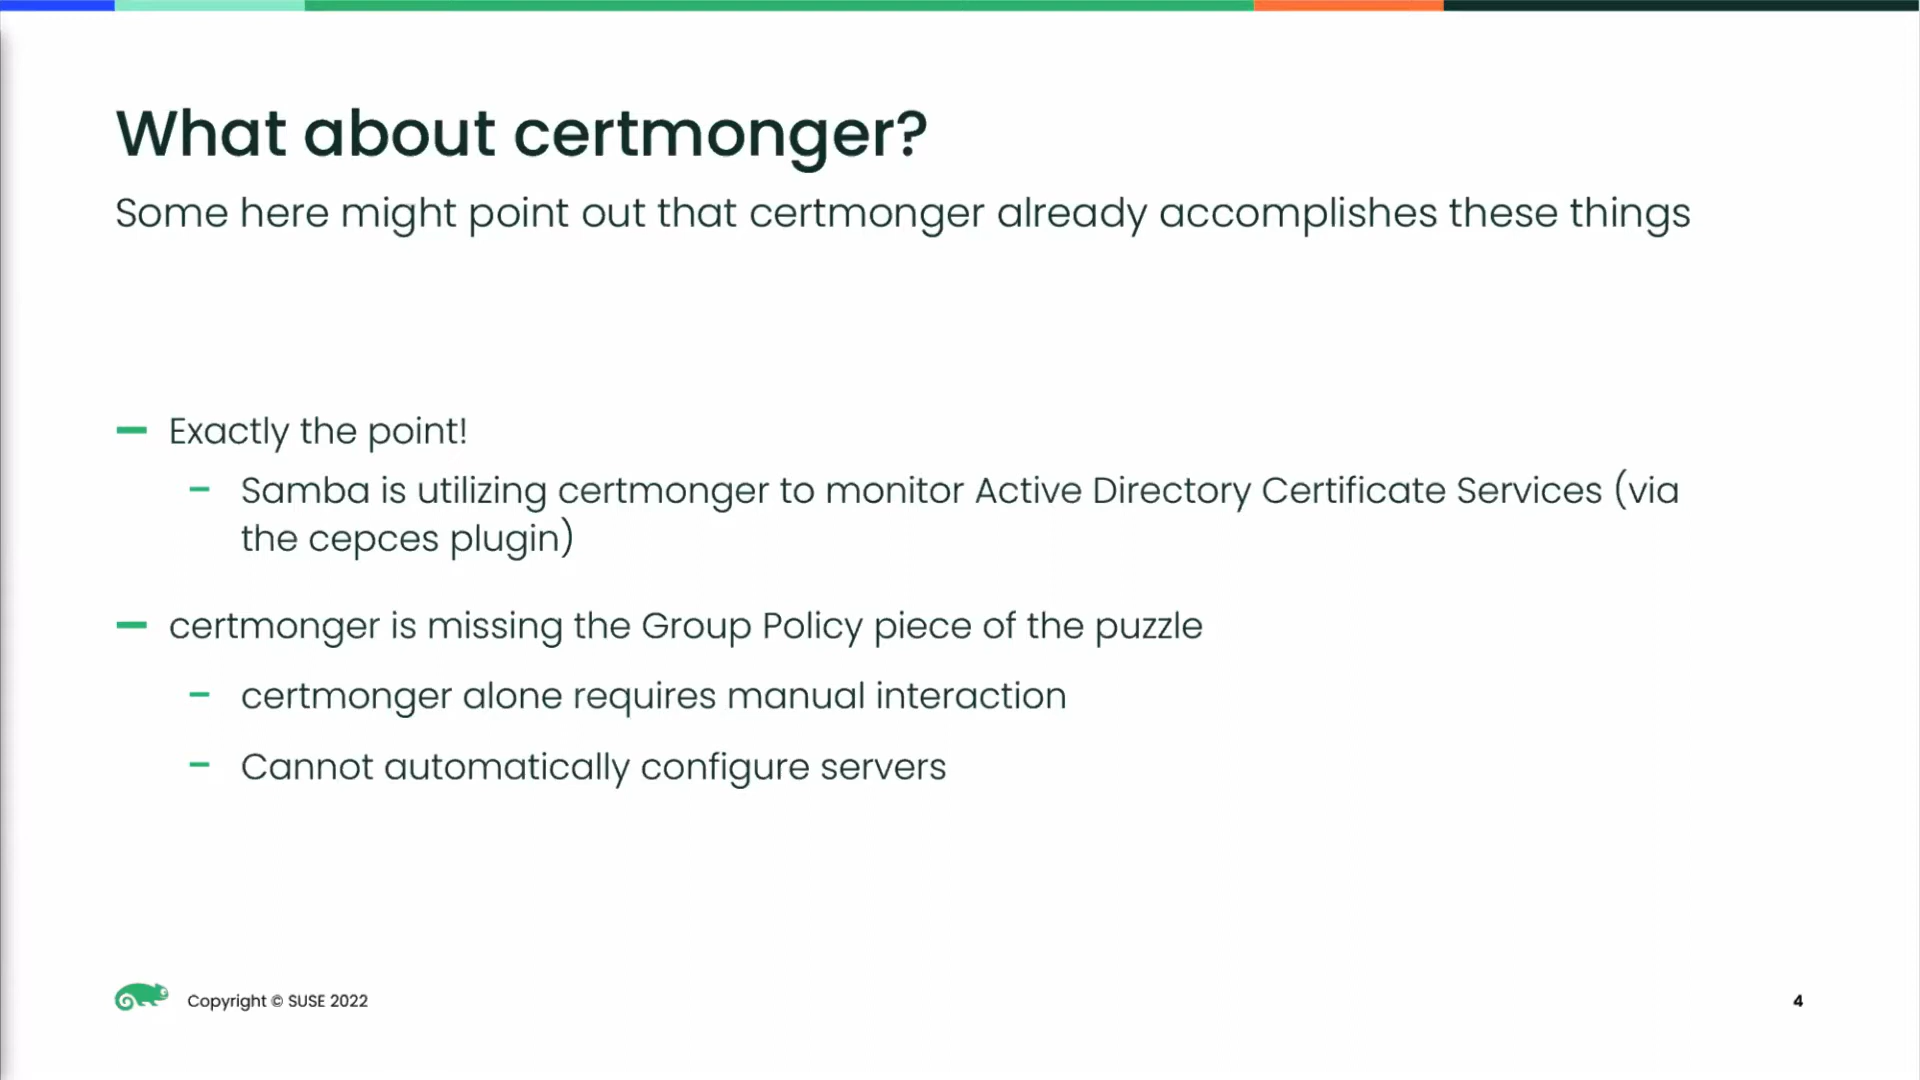 What about certmonger?
Some here might point out that certmonger already accomplishes these things
— Exactly the point!
– Samba is utilizing certmonger to monitor Active Directory Certificate Services (via
the cepces plugin)
— certmonger is missing the Group Policy piece of the puzzle
– certmonger alone requires manual interaction
– Cannot automatically configure servers
Copyright © SUSE 2022
4